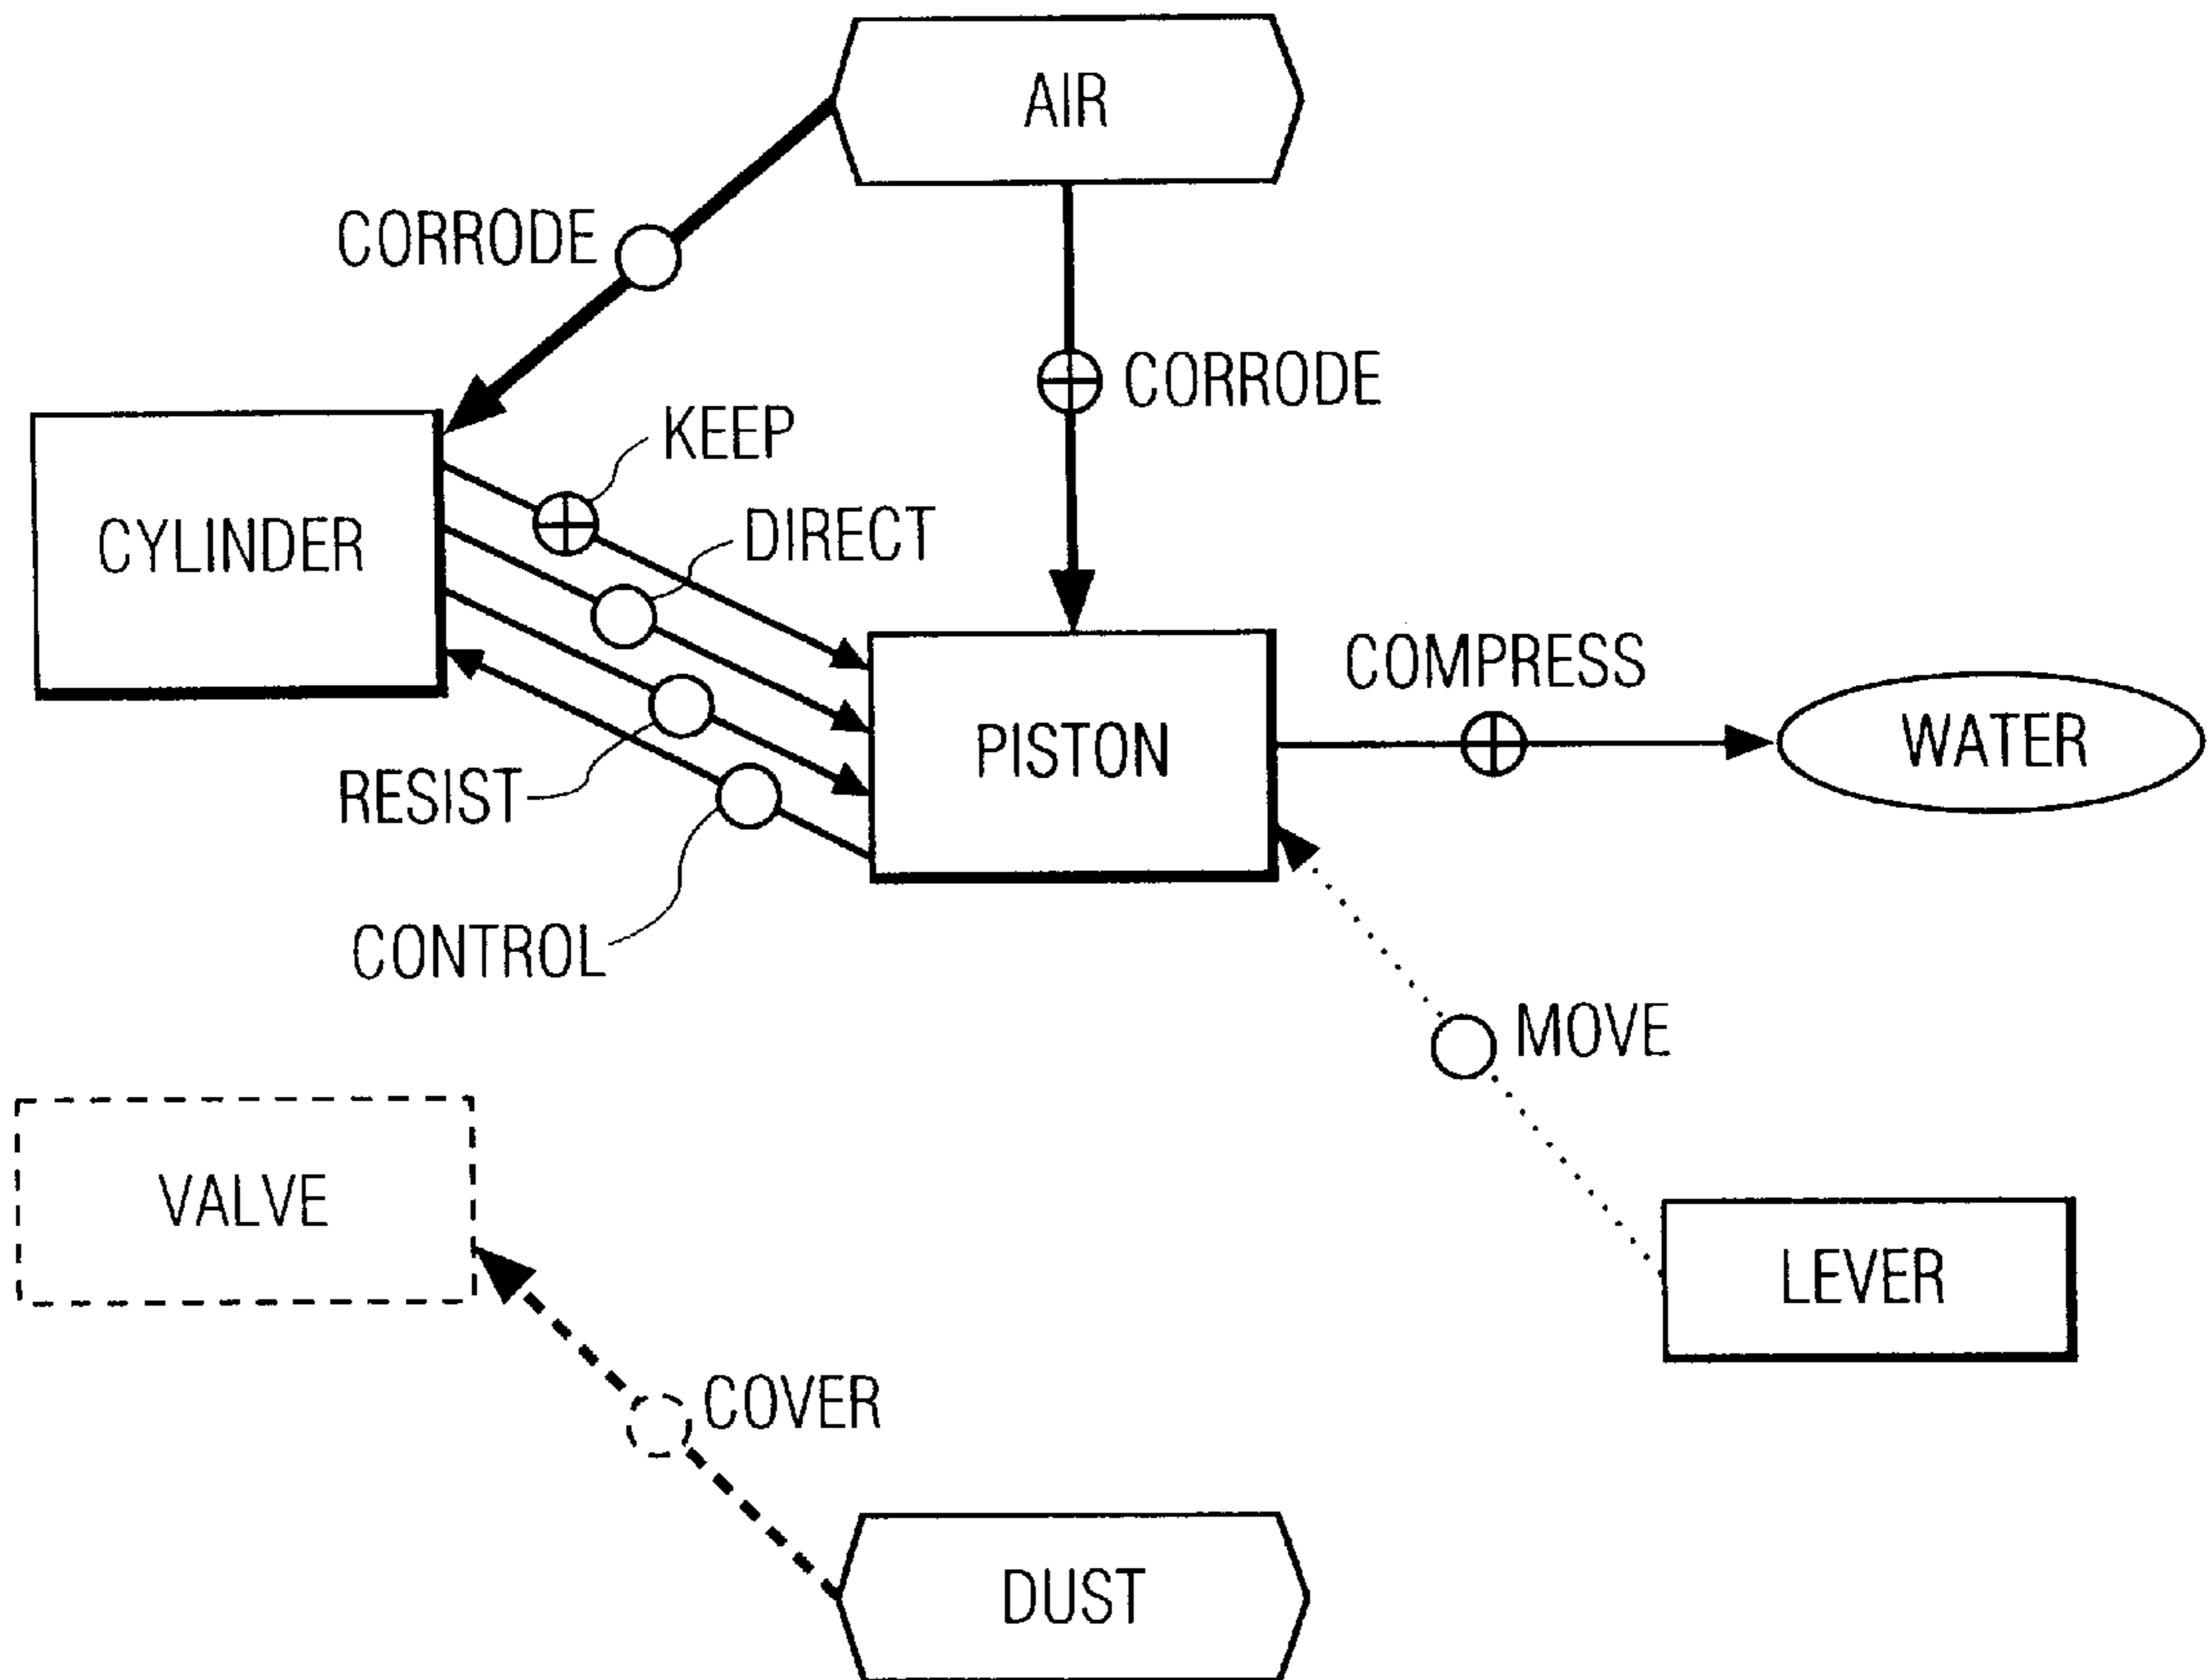 AIR
CORRODE
CORRODE
KEEP
DIRECT
CYLINDER
COMPRESS
PISTON
WATER
RESIST
CONTROL
MOVE
VALVE
LEVER
COVER
DUST